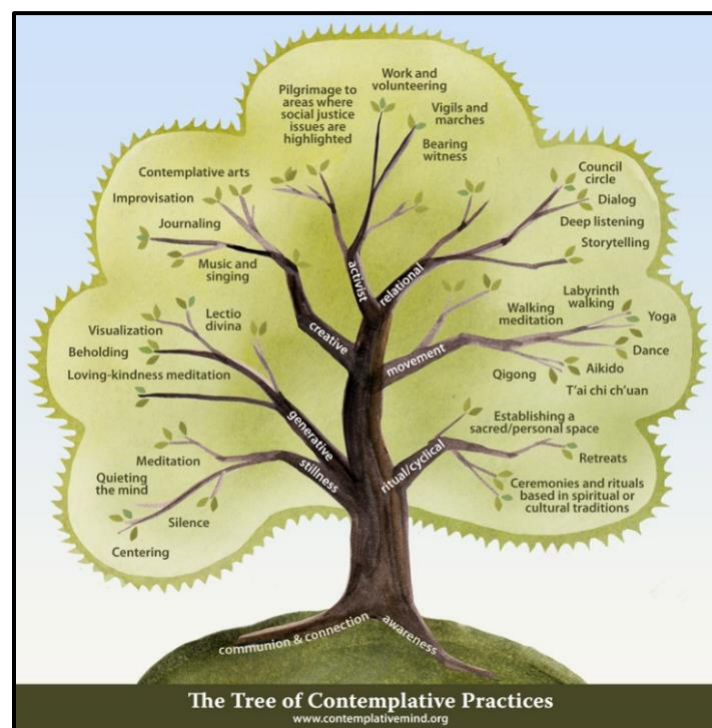 Work and
volunteering
Pilgrimage to
areas where
social justice
issues are
highlighted
Vigils and
marches
Bearing
witness
Contemplative arts
Improvisation
Journaling
Music and
singing
Council
circle
Dialog
Deep listening
Storytelling
activist
relational
creative
Lectio
divina
Visualization
Beholding
Loving-kindness meditation
generative
Walking
meditation
Labyrinth
walking
Yoga
Dance
Aikido
T'ai chi ch'uan
Qigong
movement
Meditation
Quieting
the mind
Silence
Centering
stillness
Establishing a
sacred/personal space
Retreats
Ceremonies and rituals
based in spiritual or
cultural traditions
ritual/cyclical
communion & connection
awareness
The Tree of Contemplative Practices
www.contemplativemind.org